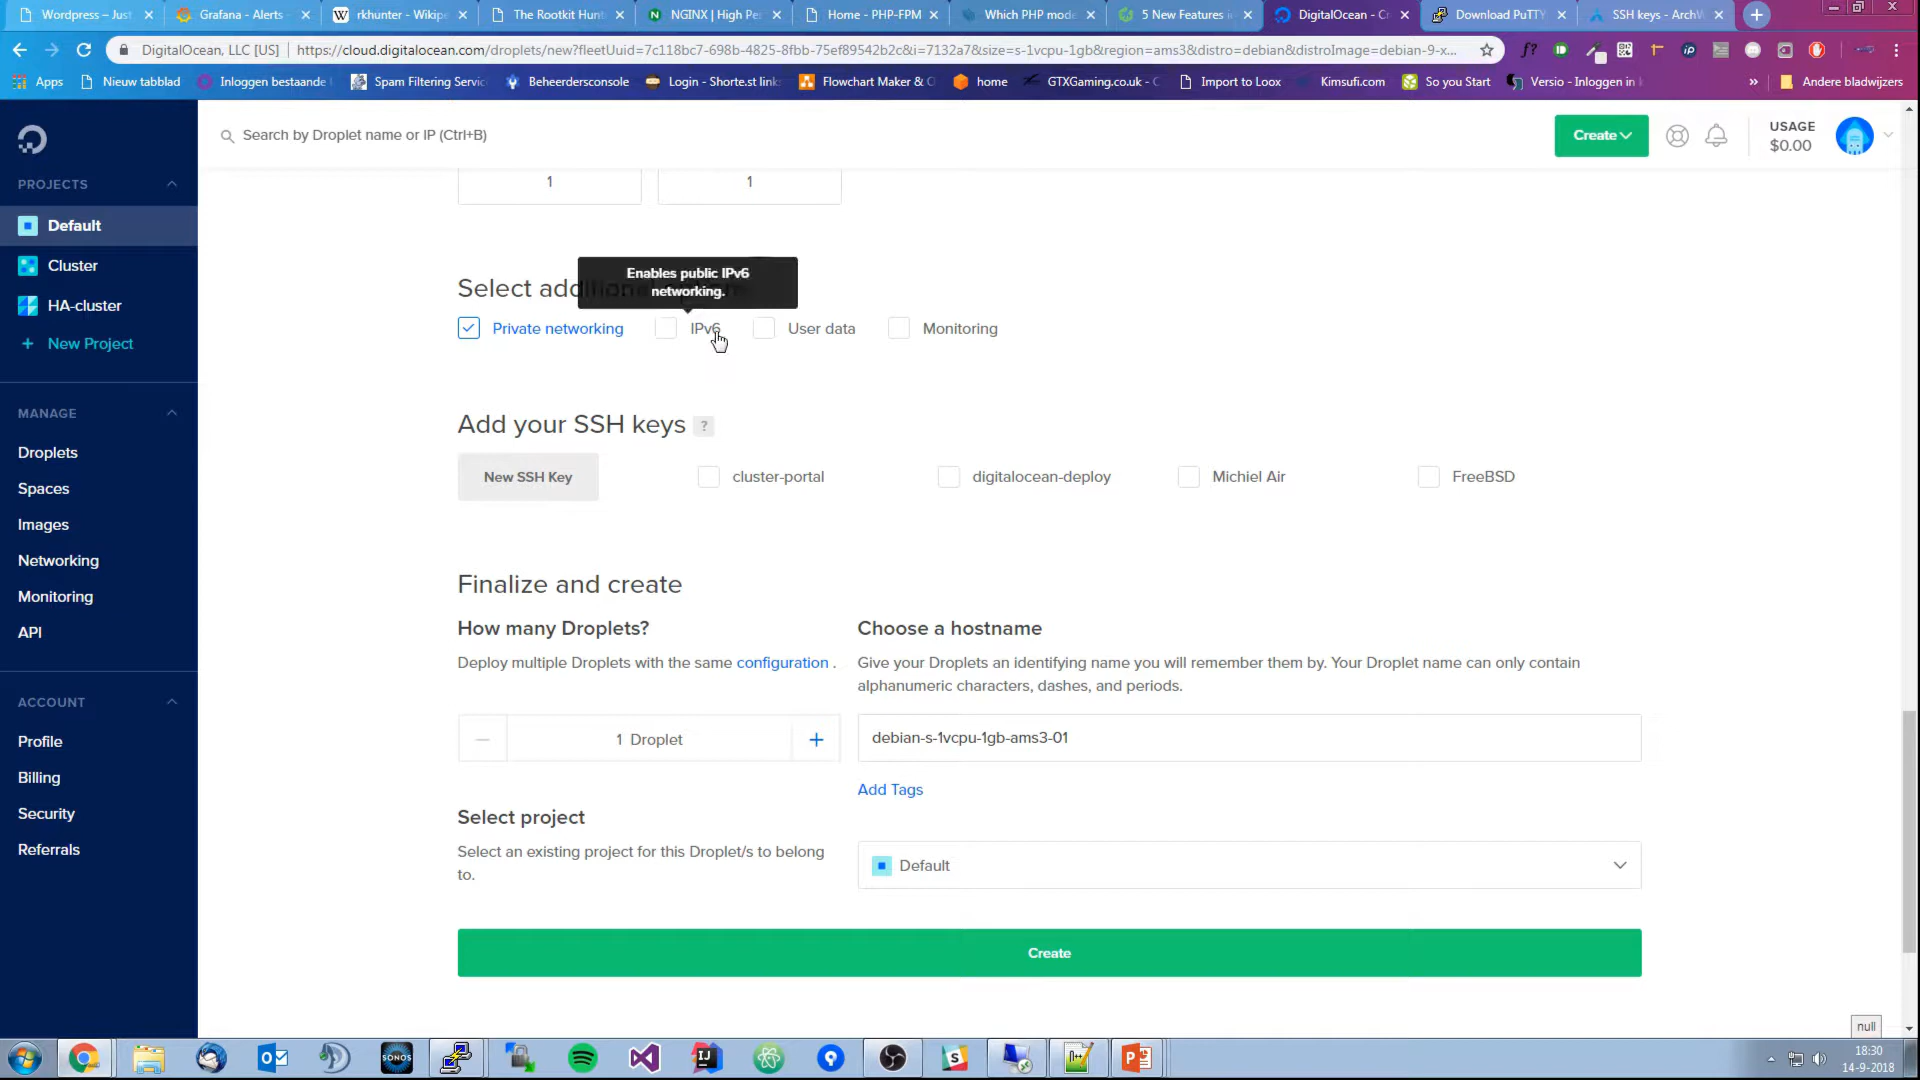 Wordpress – Just
Grafana - Alerts -
rkhunter - Wikipe
The Rootkit Hunt
NGINX | High Pe
Home - PHP-FPM
Which PHP mode
5 New Features i
DigitalOcean - C
Download PuTTY
SSH keys - ArchW
DigitalOcean, LLC [US] | https://cloud.digitalocean.com/droplets/new?fleetUuid=7c118bc7-698b-4825-8fbb-75ef89542b2c&i=7132a7&size=s-1vcpu-1gb&region=ams3&distro=debian&distroImage=debian-9-x...
Apps
Nieuw tabblad
Inloggen bestaande
Spam Filtering Servic
Beheerdersconsole
Login - Shorte.st link
Flowchart Maker & O
home
GTXGaming.co.uk - C
Import to Loox
Kimsufi.com
So you Start
Versio - Inloggen in
»
Andere bladwijzers
Search by Droplet name or IP (Ctrl+B)
Create
USAGE
$0.00
PROJECTS
Default
Cluster
HA-cluster
+ New Project
MANAGE
Droplets
Spaces
Images
Networking
Monitoring
API
ACCOUNT
Profile
Billing
Security
Referrals
1
1
Enables public IPv6
networking.
Select add
Private networking
IPv6
User data
Monitoring
Add your SSH keys ?
New SSH Key
cluster-portal
digitalocean-deploy
Michiel Air
FreeBSD
Finalize and create
How many Droplets?
Deploy multiple Droplets with the same configuration .
1 Droplet
Choose a hostname
Give your Droplets an identifying name you will remember them by. Your Droplet name can only contain
alphanumeric characters, dashes, and periods.
debian-s-1vcpu-1gb-ams3-01
Add Tags
Select project
Select an existing project for this Droplet/s to belong
to.
Default
Create
null
SONOS
18:30
14-9-2018